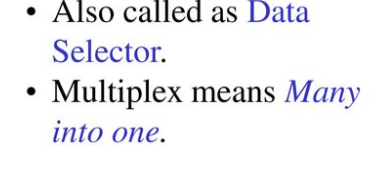 • Also called as Data
Selector.
• Multiplex means Many
into one.